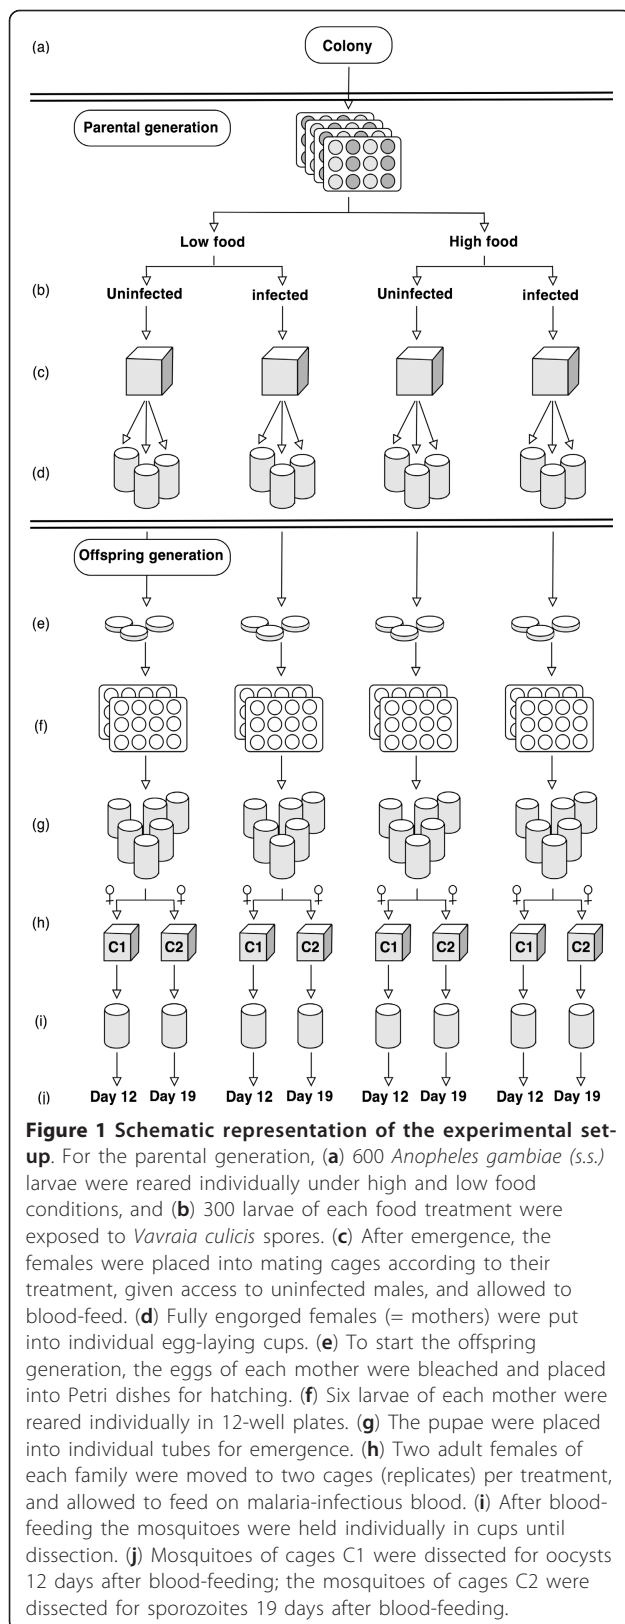 (a)
Colony
Parental generation
Low food
High food
(b)
Uninfected
infected
Uninfected
infected
(c)
(d)
Offspring generation
(e)
(f)
(g)
♀ ♀ ♀ ♀ ♀ ♀ ♀ ♀
(h)
C1 C2 C1 C2 C1 C2 C1 C2
(i)
(j) Day 12 Day 19 Day 12 Day 19 Day 12 Day 19 Day 12 Day 19
Figure 1 Schematic representation of the experimental set-
up. For the parental generation, (a) 600 Anopheles gambiae (s.s.)
larvae were reared individually under high and low food
conditions, and (b) 300 larvae of each food treatment were
exposed to Vavraia culicis spores. (c) After emergence, the
females were placed into mating cages according to their
treatment, given access to uninfected males, and allowed to
blood-feed. (d) Fully engorged females (= mothers) were put
into individual egg-laying cups. (e) To start the offspring
generation, the eggs of each mother were bleached and placed
into Petri dishes for hatching. (f) Six larvae of each mother were
reared individually in 12-well plates. (g) The pupae were placed
into individual tubes for emergence. (h) Two adult females of
each family were moved to two cages (replicates) per treatment,
and allowed to feed on malaria-infectious blood. (i) After blood-
feeding the mosquitoes were held individually in cups until
dissection. (j) Mosquitoes of cages C1 were dissected for oocysts
12 days after blood-feeding; the mosquitoes of cages C2 were
dissected for sporozoites 19 days after blood-feeding.